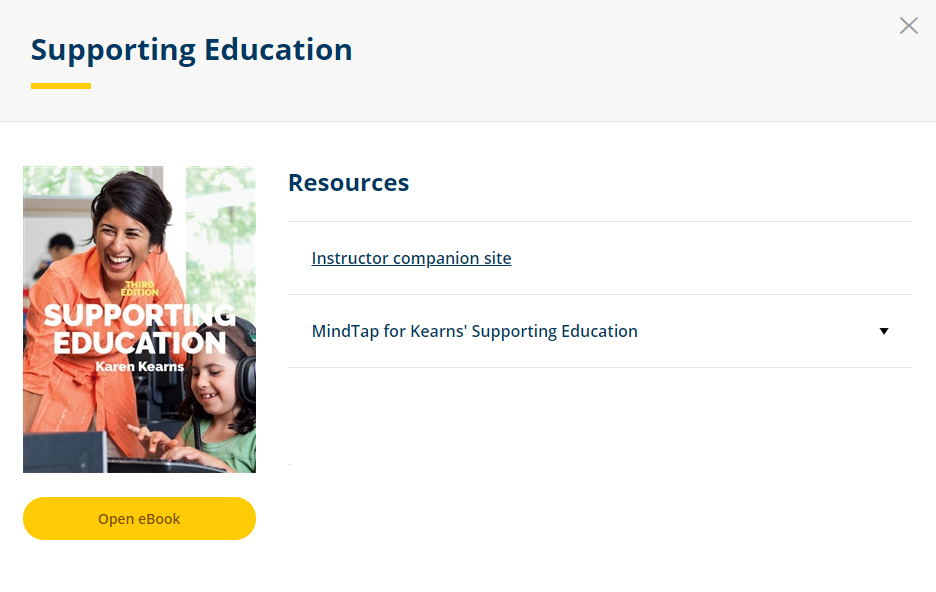 Supporting Education
Resources
Instructor companion site
MindTap for Kearns' Supporting Education
THIRD
EDITION
SUPPORTING
EDUCATION
Karen Kearns
Open eBook